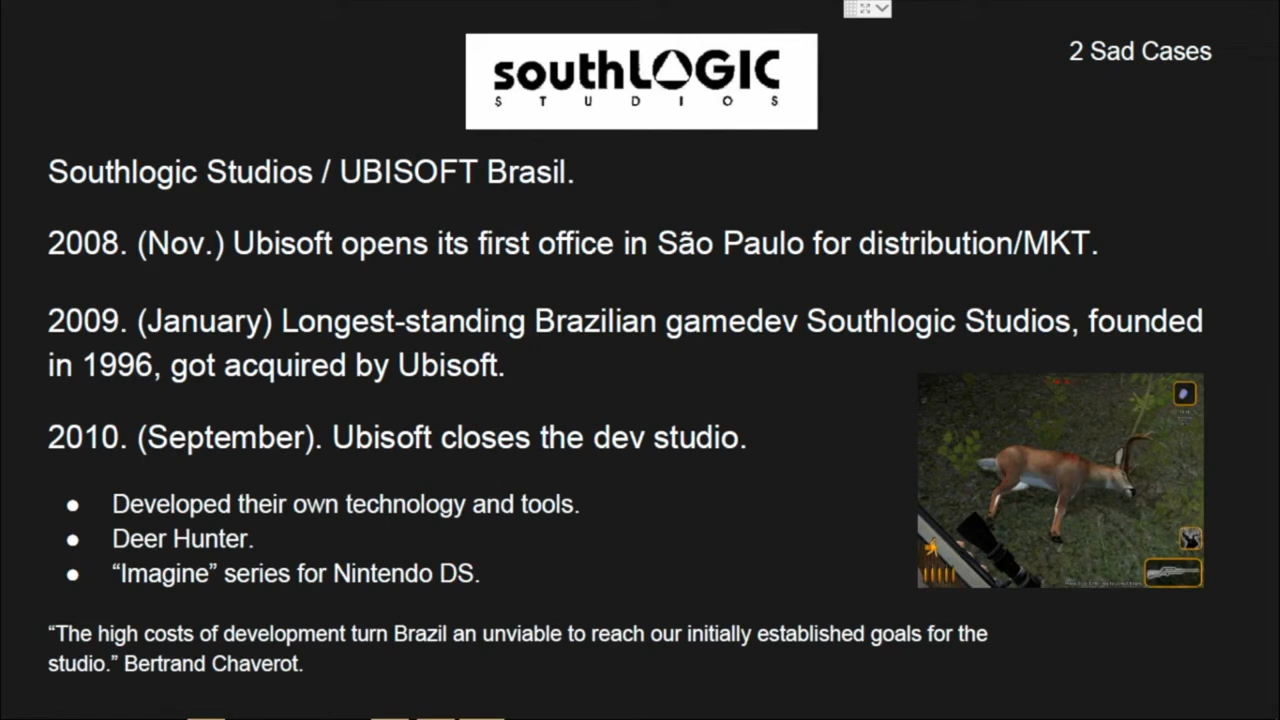 southLOGIC
STUDIOS
2 Sad Cases
Southlogic Studios / UBISOFT Brasil.
2008. (Nov.) Ubisoft opens its first office in São Paulo for distribution/MKT.
2009. (January) Longest-standing Brazilian gamedev Southlogic Studios, founded
in 1996, got acquired by Ubisoft.
2010. (September). Ubisoft closes the dev studio.
● Developed their own technology and tools.
● Deer Hunter.
● “Imagine” series for Nintendo DS.
“The high costs of development turn Brazil an unviable to reach our initially established goals for the
studio.” Bertrand Chaverot.